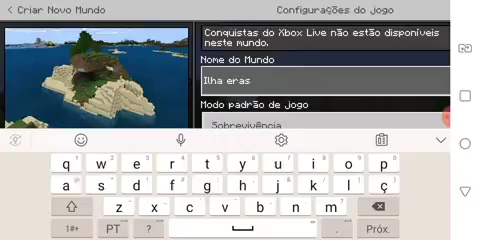 < Criar Novo Mundo
Configurações do jogo
Conquistas do Xbox Live não estão disponíveis
neste mundo.
Nome do Mundo
Ilha eras
Modo padrão de jogo
Sobrevivência
q w e r t y u i o p
a s d f g h j k l ç
z x c v b n m
1#+ PT ? . Próx.